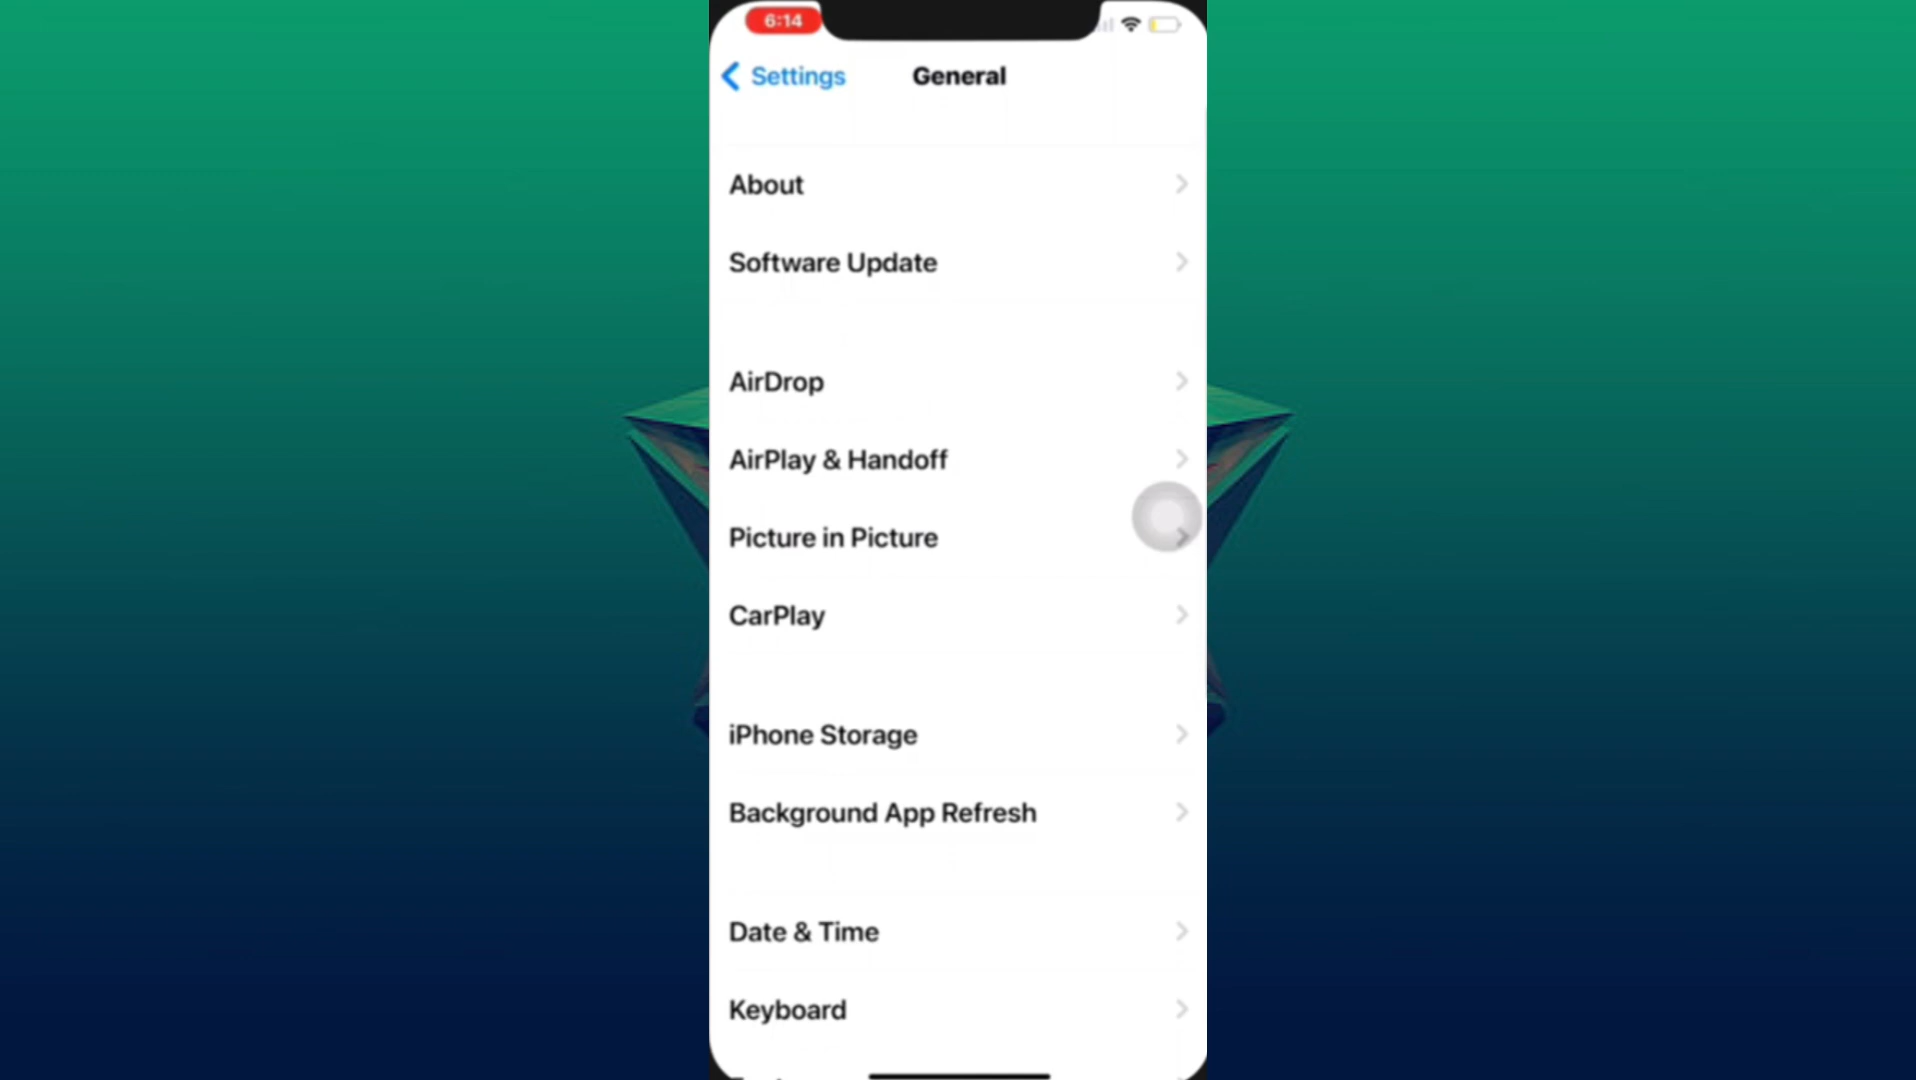 6:14
Settings
General
About
Software Update
AirDrop
AirPlay & Handoff
Picture in Picture
CarPlay
iPhone Storage
Background App Refresh
Date & Time
Keyboard